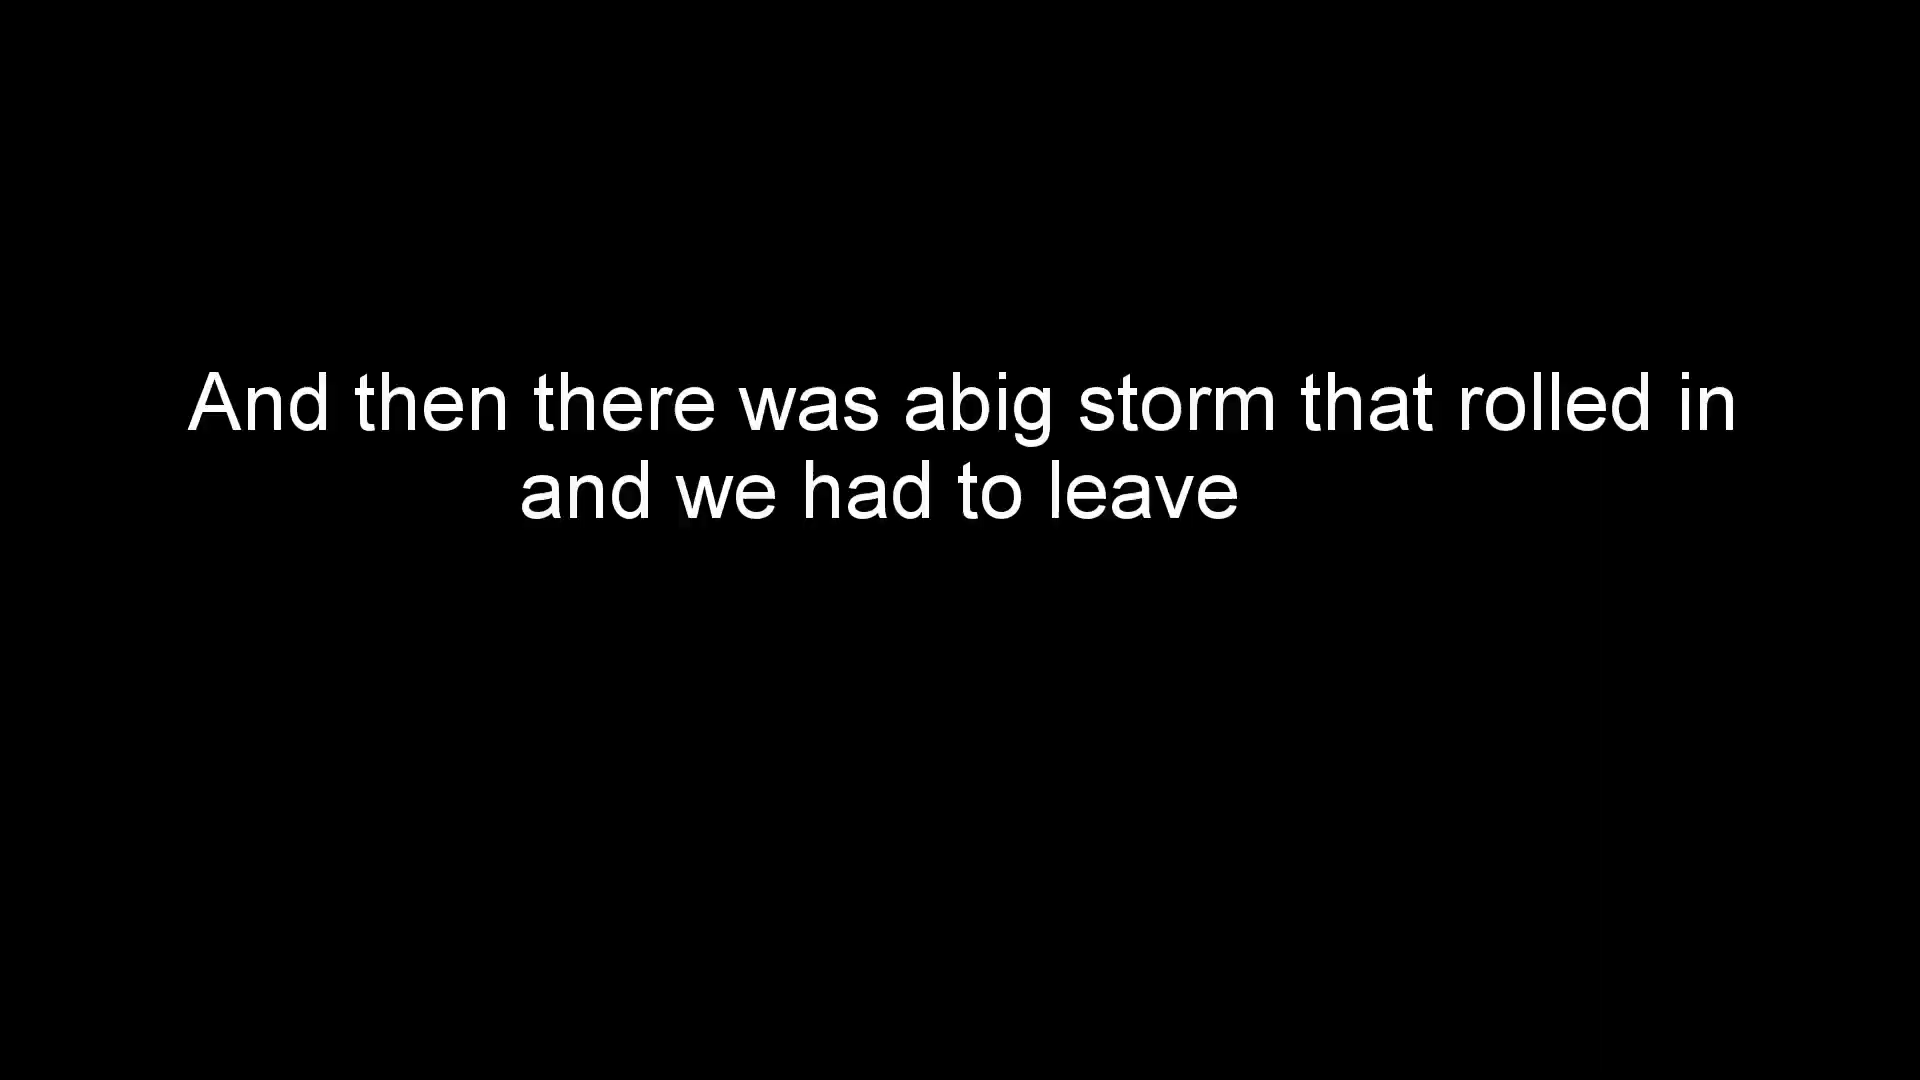 And then there was abig storm that rolled in
and we had to leave